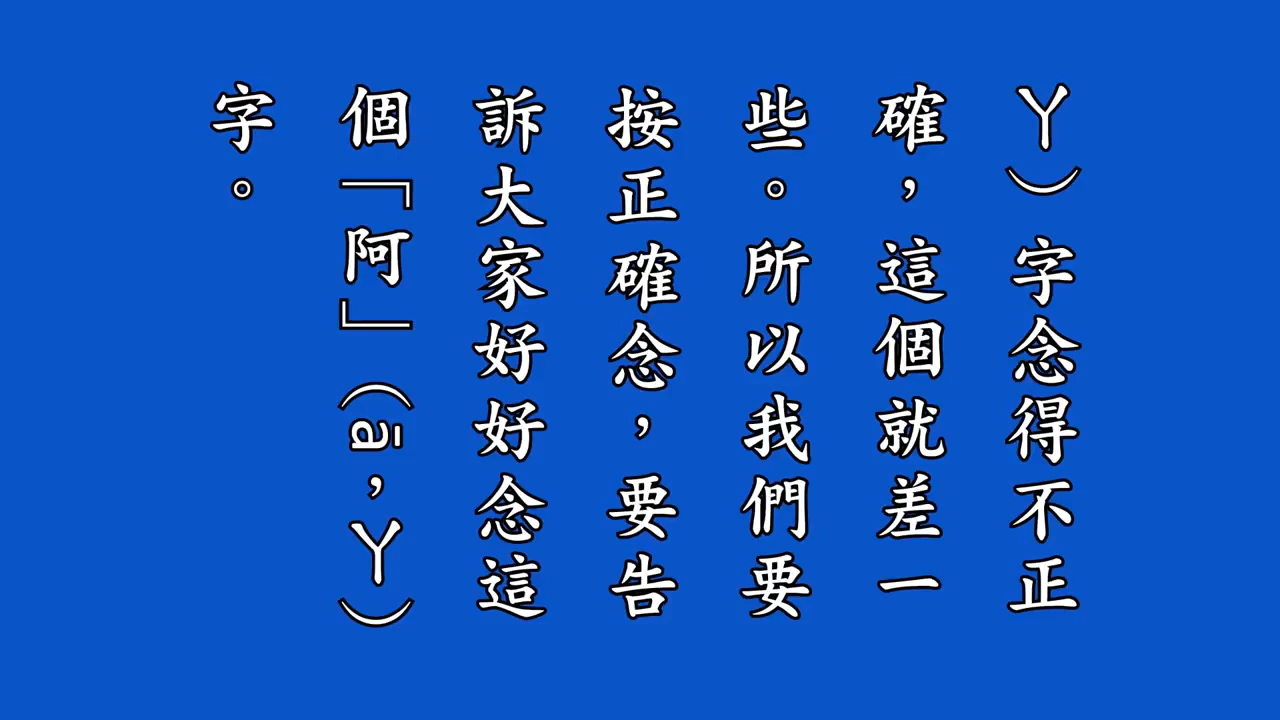 ㄚ）字念得不正
確，這個就差一
些。所以我們要
按正確念，要告
訴大家好好念這
個「阿」（ā，ㄚ）
字。